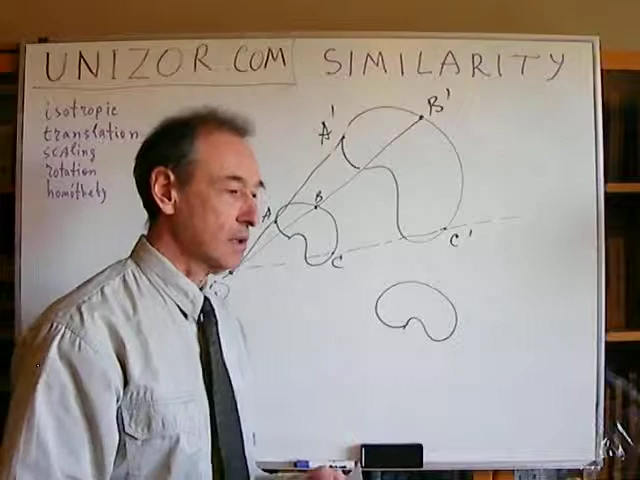 UNIZOR.COM SIMILARITY
isotropic
translation
scaling
rotation
homothety
A' B'
A B
C C'